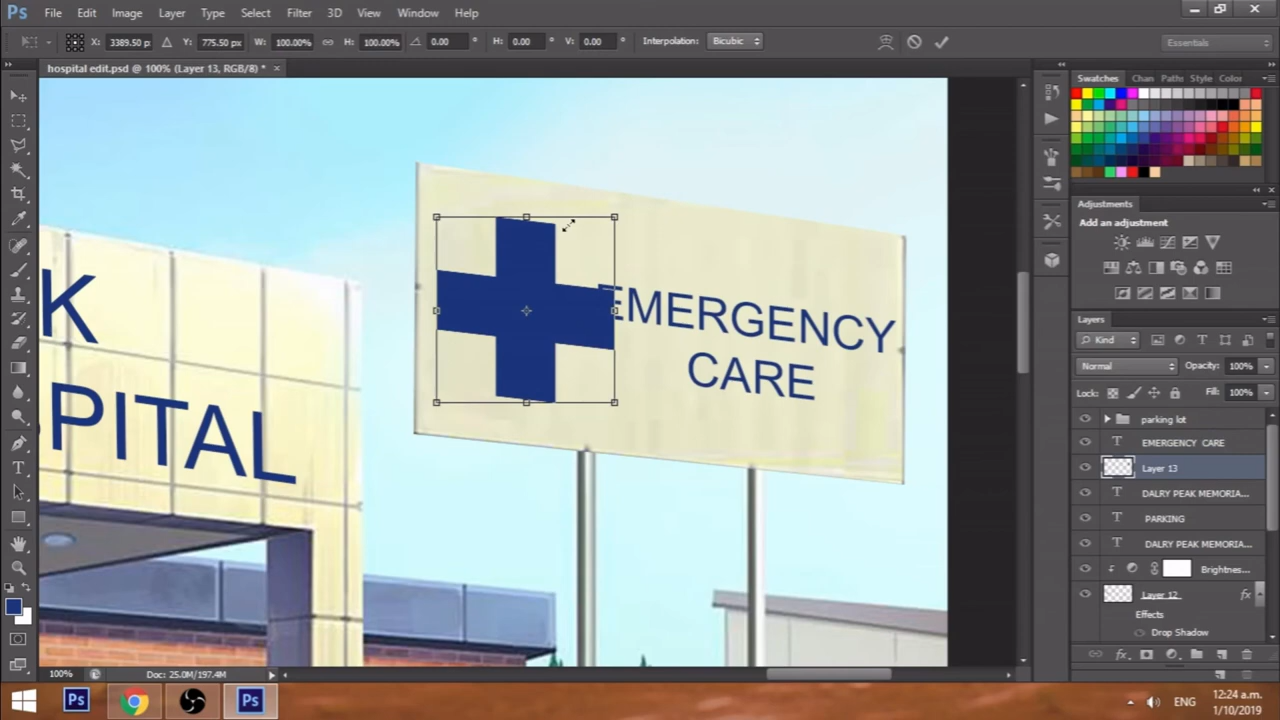 Ps File Edit Image Layer Type Select Filter 3D View Window Help
X: 3389.50 p Y: 775.50 px W: 100.00% H: 100.00% 0.00 ° H: 0.00 ° V: 0.00 ° Interpolation: Bicubic Essentials
hospital edit.psd @ 100% (Layer 13, RGB/8) * ×
Swatches Chan Paths Style Color
K
PITAL
EMERGENCY
CARE
Adjustments
Add an adjustment
Layers
Kind
Normal Opacity: 100%
Lock: Fill: 100%
parking lot
EMERGENCY CARE
Layer 13
DALRY PEAK MEMORIA...
PARKING
DALRY PEAK MEMORIA...
Brightnes...
Layer 12 fx
Effects
Drop Shadow
100% Doc: 25.0M/197.4M
Ps Ps ENG 12:24 a.m.
1/10/2019